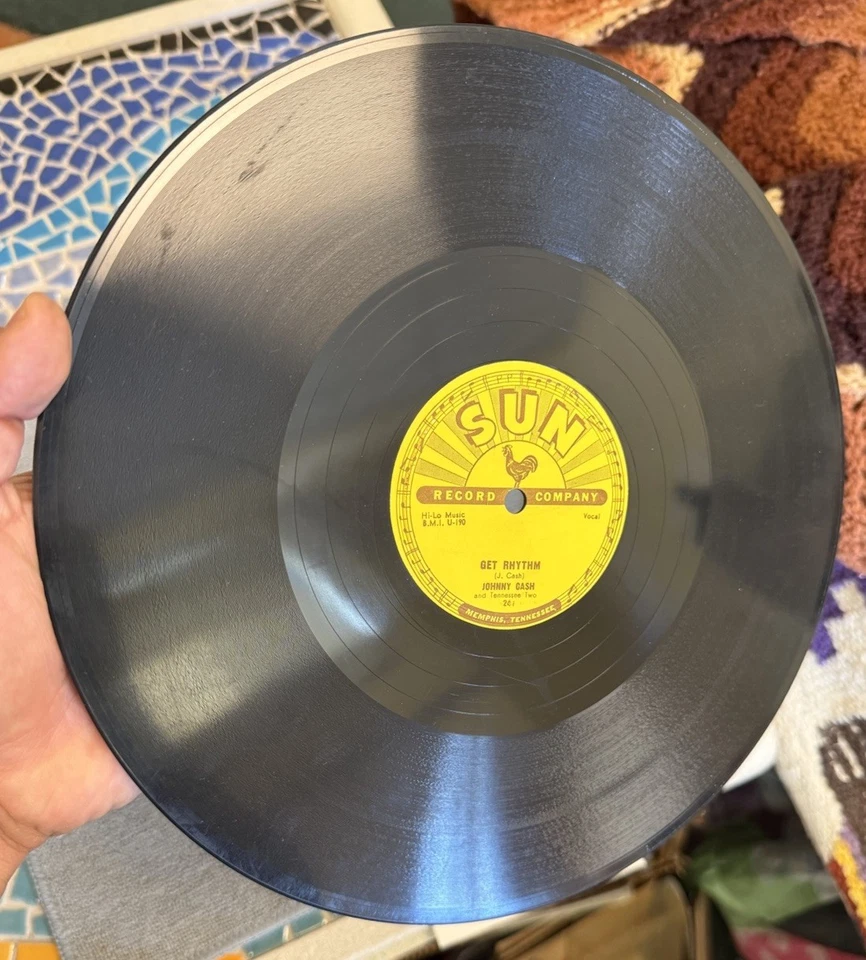 SUN
RECORD COMPANY
Hi-Lo Music Vocal
B.M.I. U-190
GET RHYTHM
(J. Cash)
JOHNNY CASH
and Tennessee Two
MEMPHIS, TENNESSEE